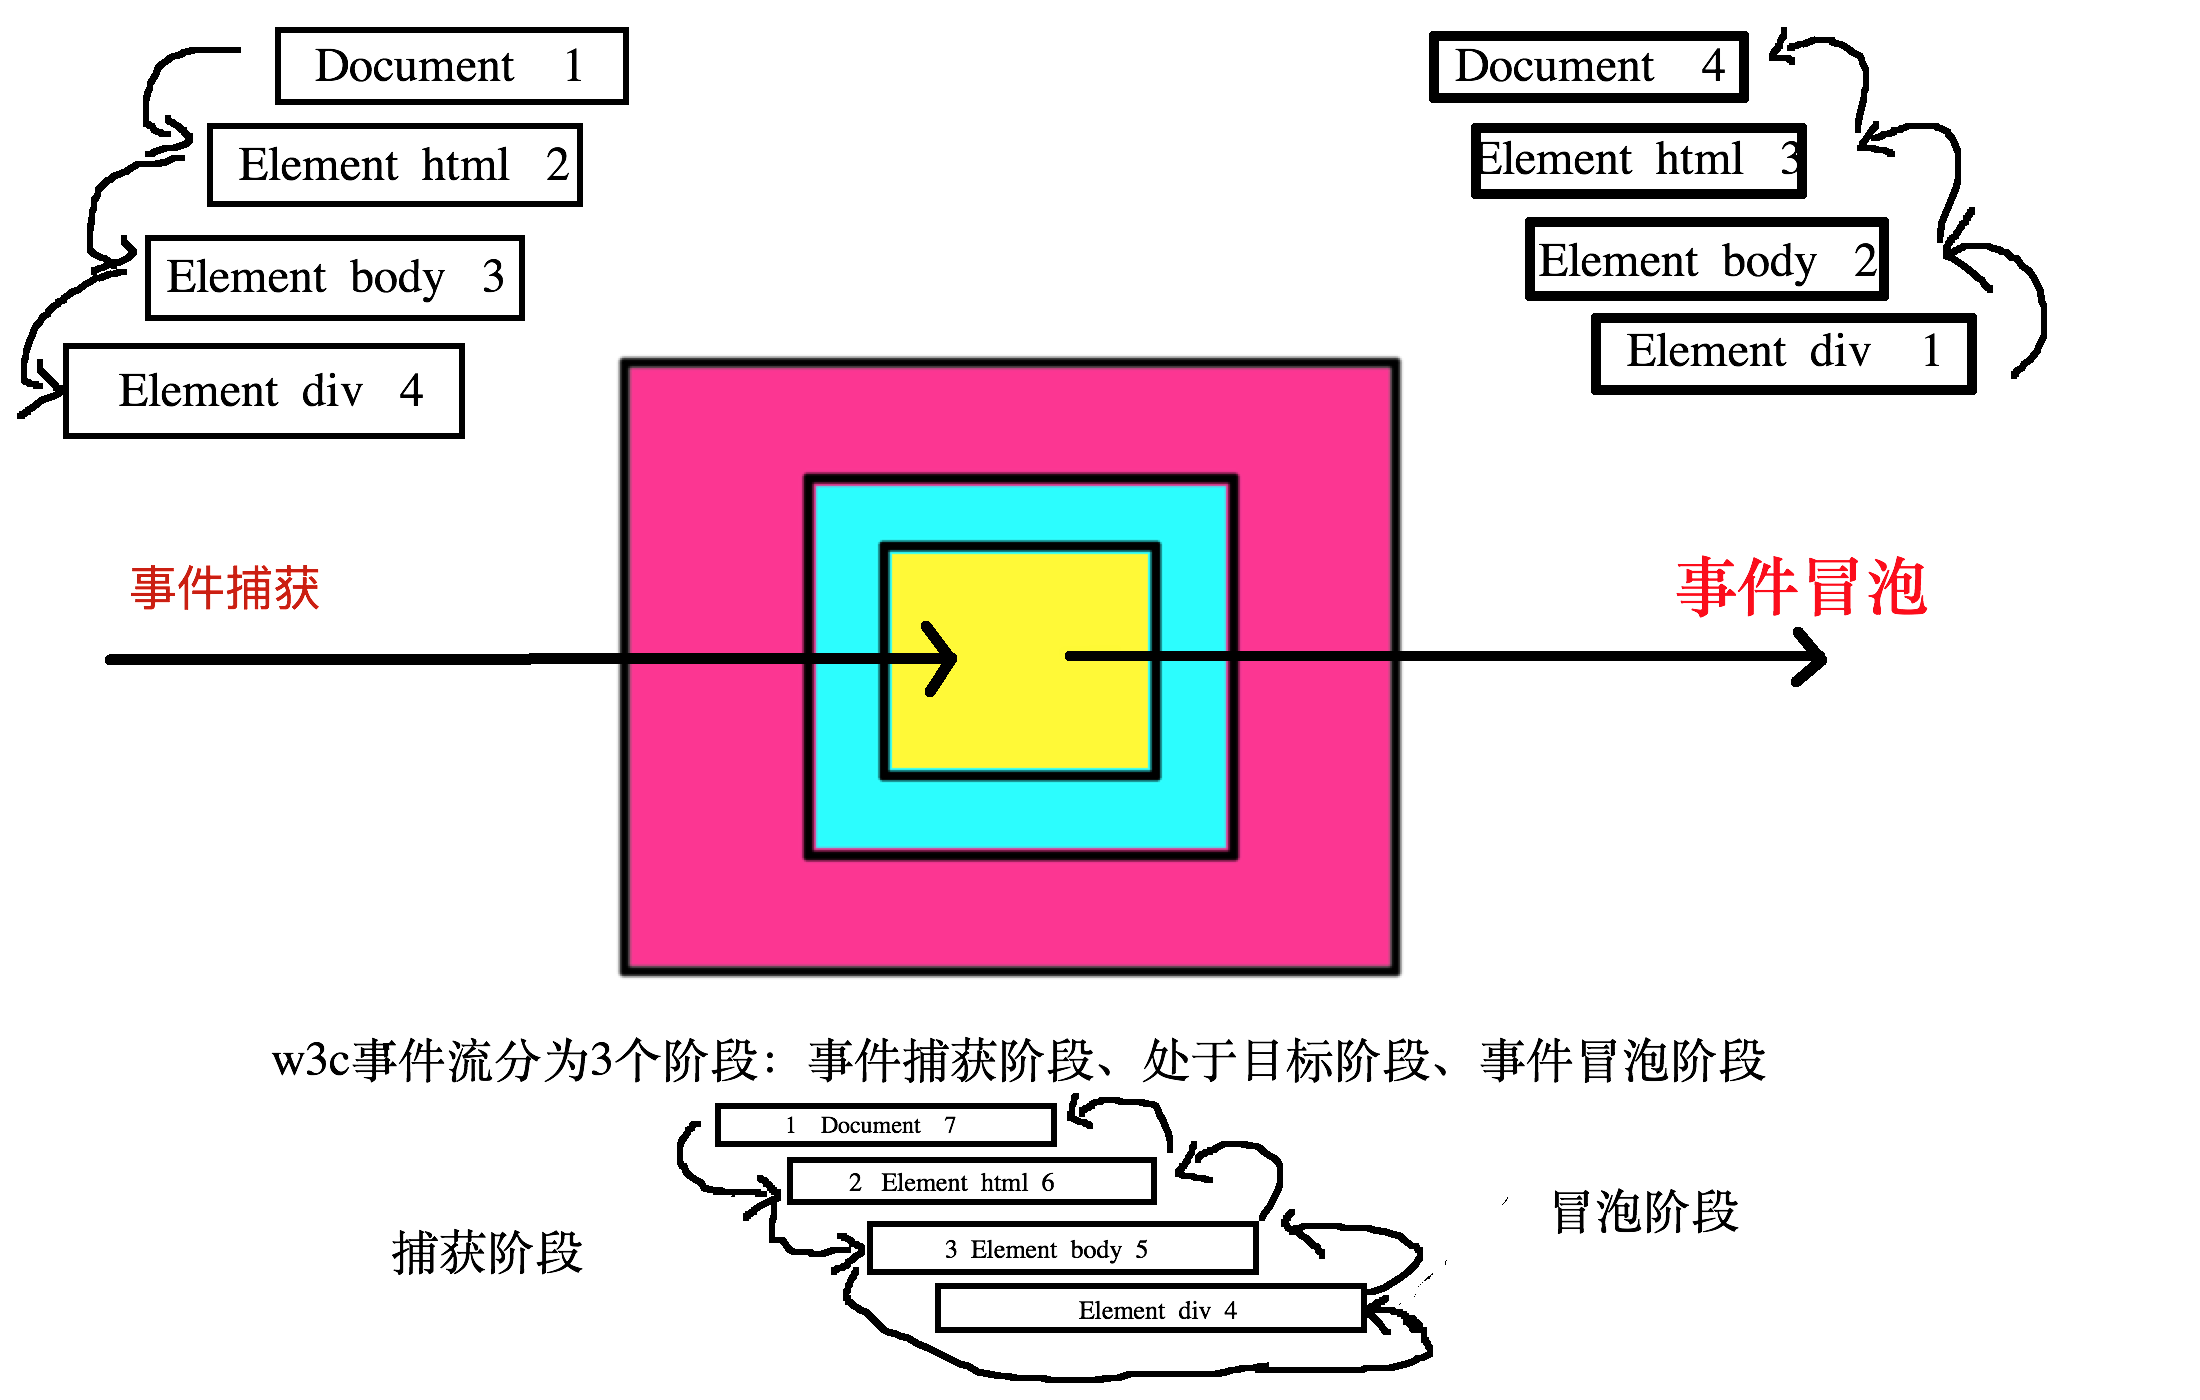 Document 1
Element html 2
Element body 3
Element div 4
Document 4
Element html 3
Element body 2
Element div 1
事件捕获
事件冒泡
w3c事件流分为3个阶段：事件捕获阶段、处于目标阶段、事件冒泡阶段
1 Document 7
2 Element html 6
3 Element body 5
Element div 4
捕获阶段
冒泡阶段